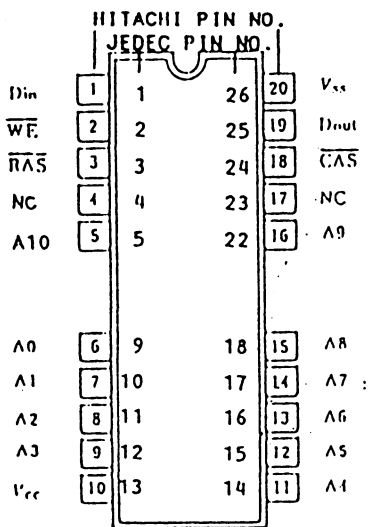 HITACHI PIN NO.
JEDEC PIN NO.
Din 1 1 26 20 Vss
WE 2 2 25 19 Dout
RAS 3 3 24 18 CAS
NC 4 4 23 17 NC
A10 5 5 22 16 A9
A0 6 9 18 15 A8
A1 7 10 17 14 A7
A2 8 11 16 13 A6
A3 9 12 15 12 A5
Vcc 10 13 14 11 A4